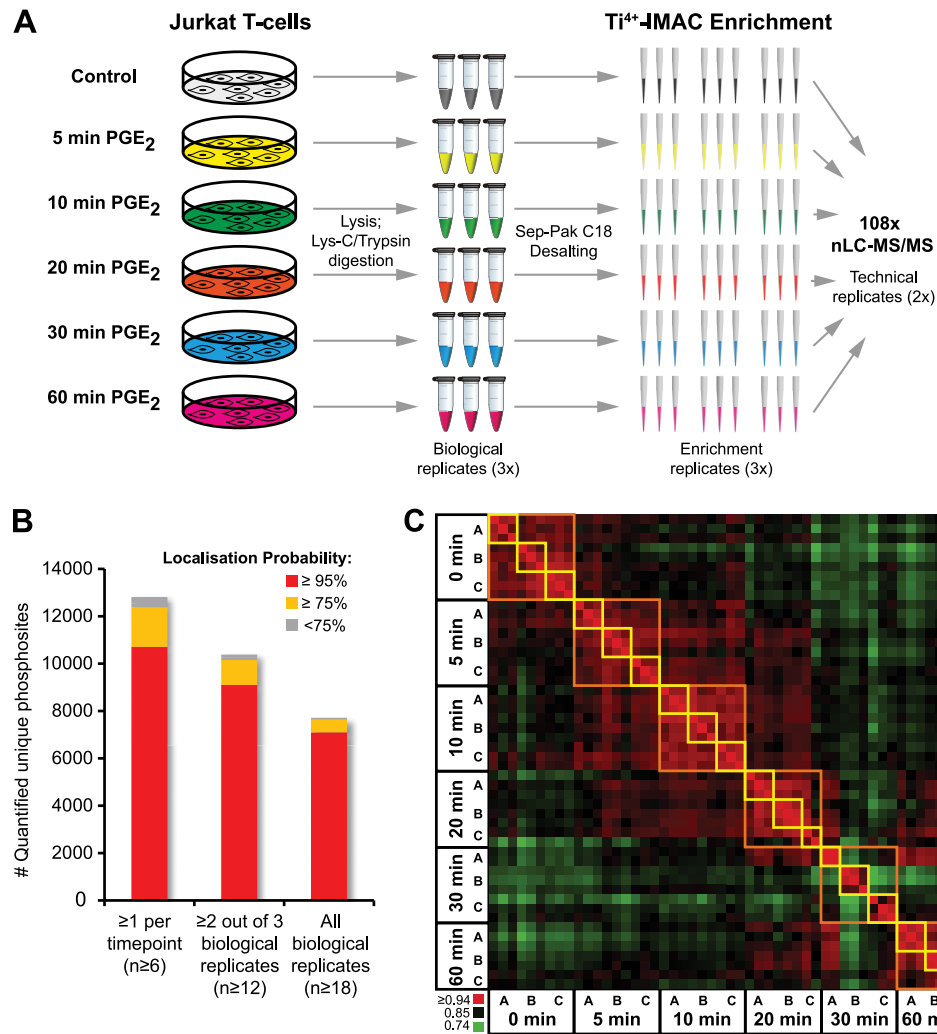 A
Jurkat T-cells
Ti⁴⁺-IMAC Enrichment
Control
5 min PGE₂
10 min PGE₂
20 min PGE₂
30 min PGE₂
60 min PGE₂
Lysis;
Lys-C/Trypsin
digestion
Sep-Pak C18
Desalting
108x
nLC-MS/MS
Technical
replicates (2x)
Biological
replicates (3x)
Enrichment
replicates (3x)
B
Localisation Probability:
≥ 95%
≥ 75%
<75%
# Quantified unique phosphosites
14000
12000
10000
8000
6000
4000
2000
0
≥1 per
timepoint
(n≥6)
≥2 out of 3
biological
replicates
(n≥12)
All
biological
replicates
(n≥18)
C
0 min
A
B
C
5 min
A
B
C
10 min
A
B
C
20 min
A
B
C
30 min
A
B
C
60 min
A
B
C
≥0.94
0.85
0.74
A B C A B C A B C A B C A B C A B
0 min 5 min 10 min 20 min 30 min 60 m